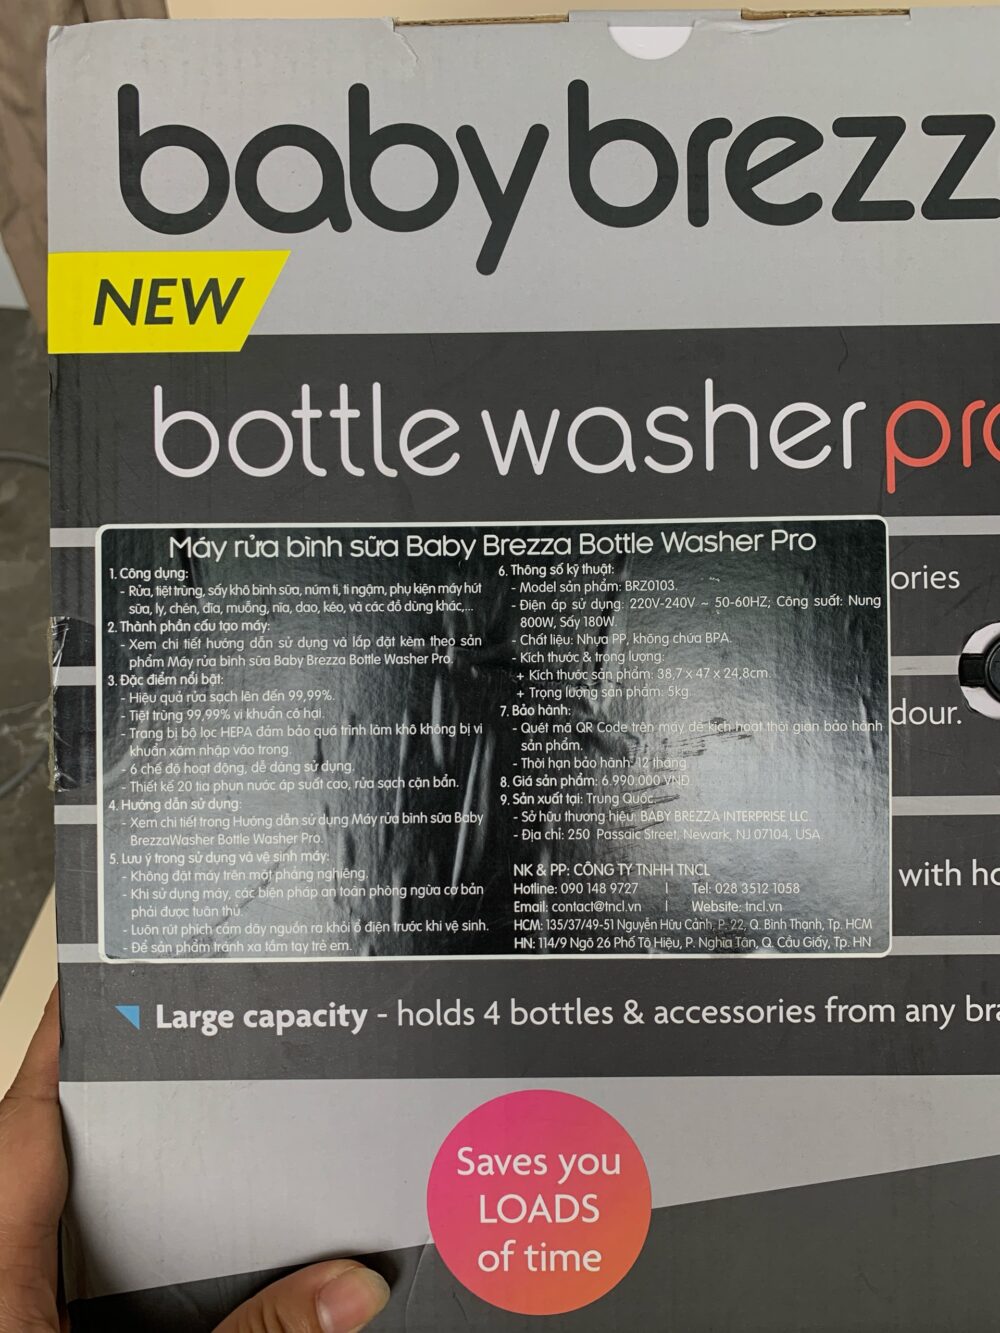 babybrezz
NEW
bottle washer pro
Máy rửa bình sữa Baby Brezza Bottle Washer Pro
1. Công dụng:
- Rửa, tiệt trùng, sấy khô bình sữa, núm ti, ti ngậm, phụ kiện máy hút
sữa, ly, chén, đĩa, muỗng, nĩa, dao, kéo, và các đồ dùng khác,...
2. Thành phần cấu tạo máy:
- Xem chi tiết hướng dẫn sử dụng và lắp đặt kèm theo sản
phẩm Máy rửa bình sữa Baby Brezza Bottle Washer Pro.
3. Đặc điểm nổi bật:
- Hiệu quả rửa sạch lên đến 99,99%.
- Tiệt trùng 99,99% vi khuẩn có hại.
- Trang bị bộ lọc HEPA đảm bảo quá trình làm khô không bị vi
khuẩn xâm nhập vào trong.
- 6 chế độ hoạt động, dễ dàng sử dụng.
- Thiết kế 20 tia phun nước áp suất cao, rửa sạch cặn bẩn.
4. Hướng dẫn sử dụng:
- Xem chi tiết trong Hướng dẫn sử dụng Máy rửa bình sữa Baby
BrezzaWasher Bottle Washer Pro.
5. Lưu ý trong sử dụng và vệ sinh máy:
- Không đặt máy trên mặt phẳng nghiêng.
- Khi sử dụng máy, các biện pháp an toàn phòng ngừa cơ bản
phải được tuân thủ.
- Luôn rút phích cắm dây nguồn ra khỏi ổ điện trước khi vệ sinh.
- Để sản phẩm tránh xa tầm tay trẻ em.
6. Thông số kỹ thuật:
- Model sản phẩm: BRZ0103.
- Điện áp sử dụng: 220V-240V ~ 50-60HZ; Công suất: Nung
800W, Sấy 180W.
- Chất liệu: Nhựa PP, không chứa BPA.
- Kích thước & trọng lượng:
+ Kích thước sản phẩm: 38,7 x 47 x 24,8cm.
+ Trọng lượng sản phẩm: 5kg
7. Bảo hành:
- Quét mã QR Code trên máy để kích hoạt thời gian bảo hành
sản phẩm.
- Thời hạn bảo hành: 12 tháng
8. Giá sản phẩm: 6.990.000 VNĐ.
9. Sản xuất tại: Trung Quốc.
- Sở hữu thương hiệu: BABY BREZZA INTERPRISE LLC.
- Địa chỉ: 250 Passaic Street, Newark, NJ 07104, USA
NK & PP: CÔNG TY TNHH TNCL
Hotline: 090 148 9727 | Tel: 028 3512 1058
Email: contact@tncl.vn | Website: tncl.vn
HCM: 135/37/49-51 Nguyễn Hữu Cảnh, P. 22, Q. Bình Thạnh, Tp. HCM
HN: 114/9 Ngõ 26 Phố Tô Hiệu, P. Nghĩa Tân, Q. Cầu Giấy, Tp. HN
ories
dour.
with ho
Large capacity - holds 4 bottles & accessories from any bra
Saves you
LOADS
of time